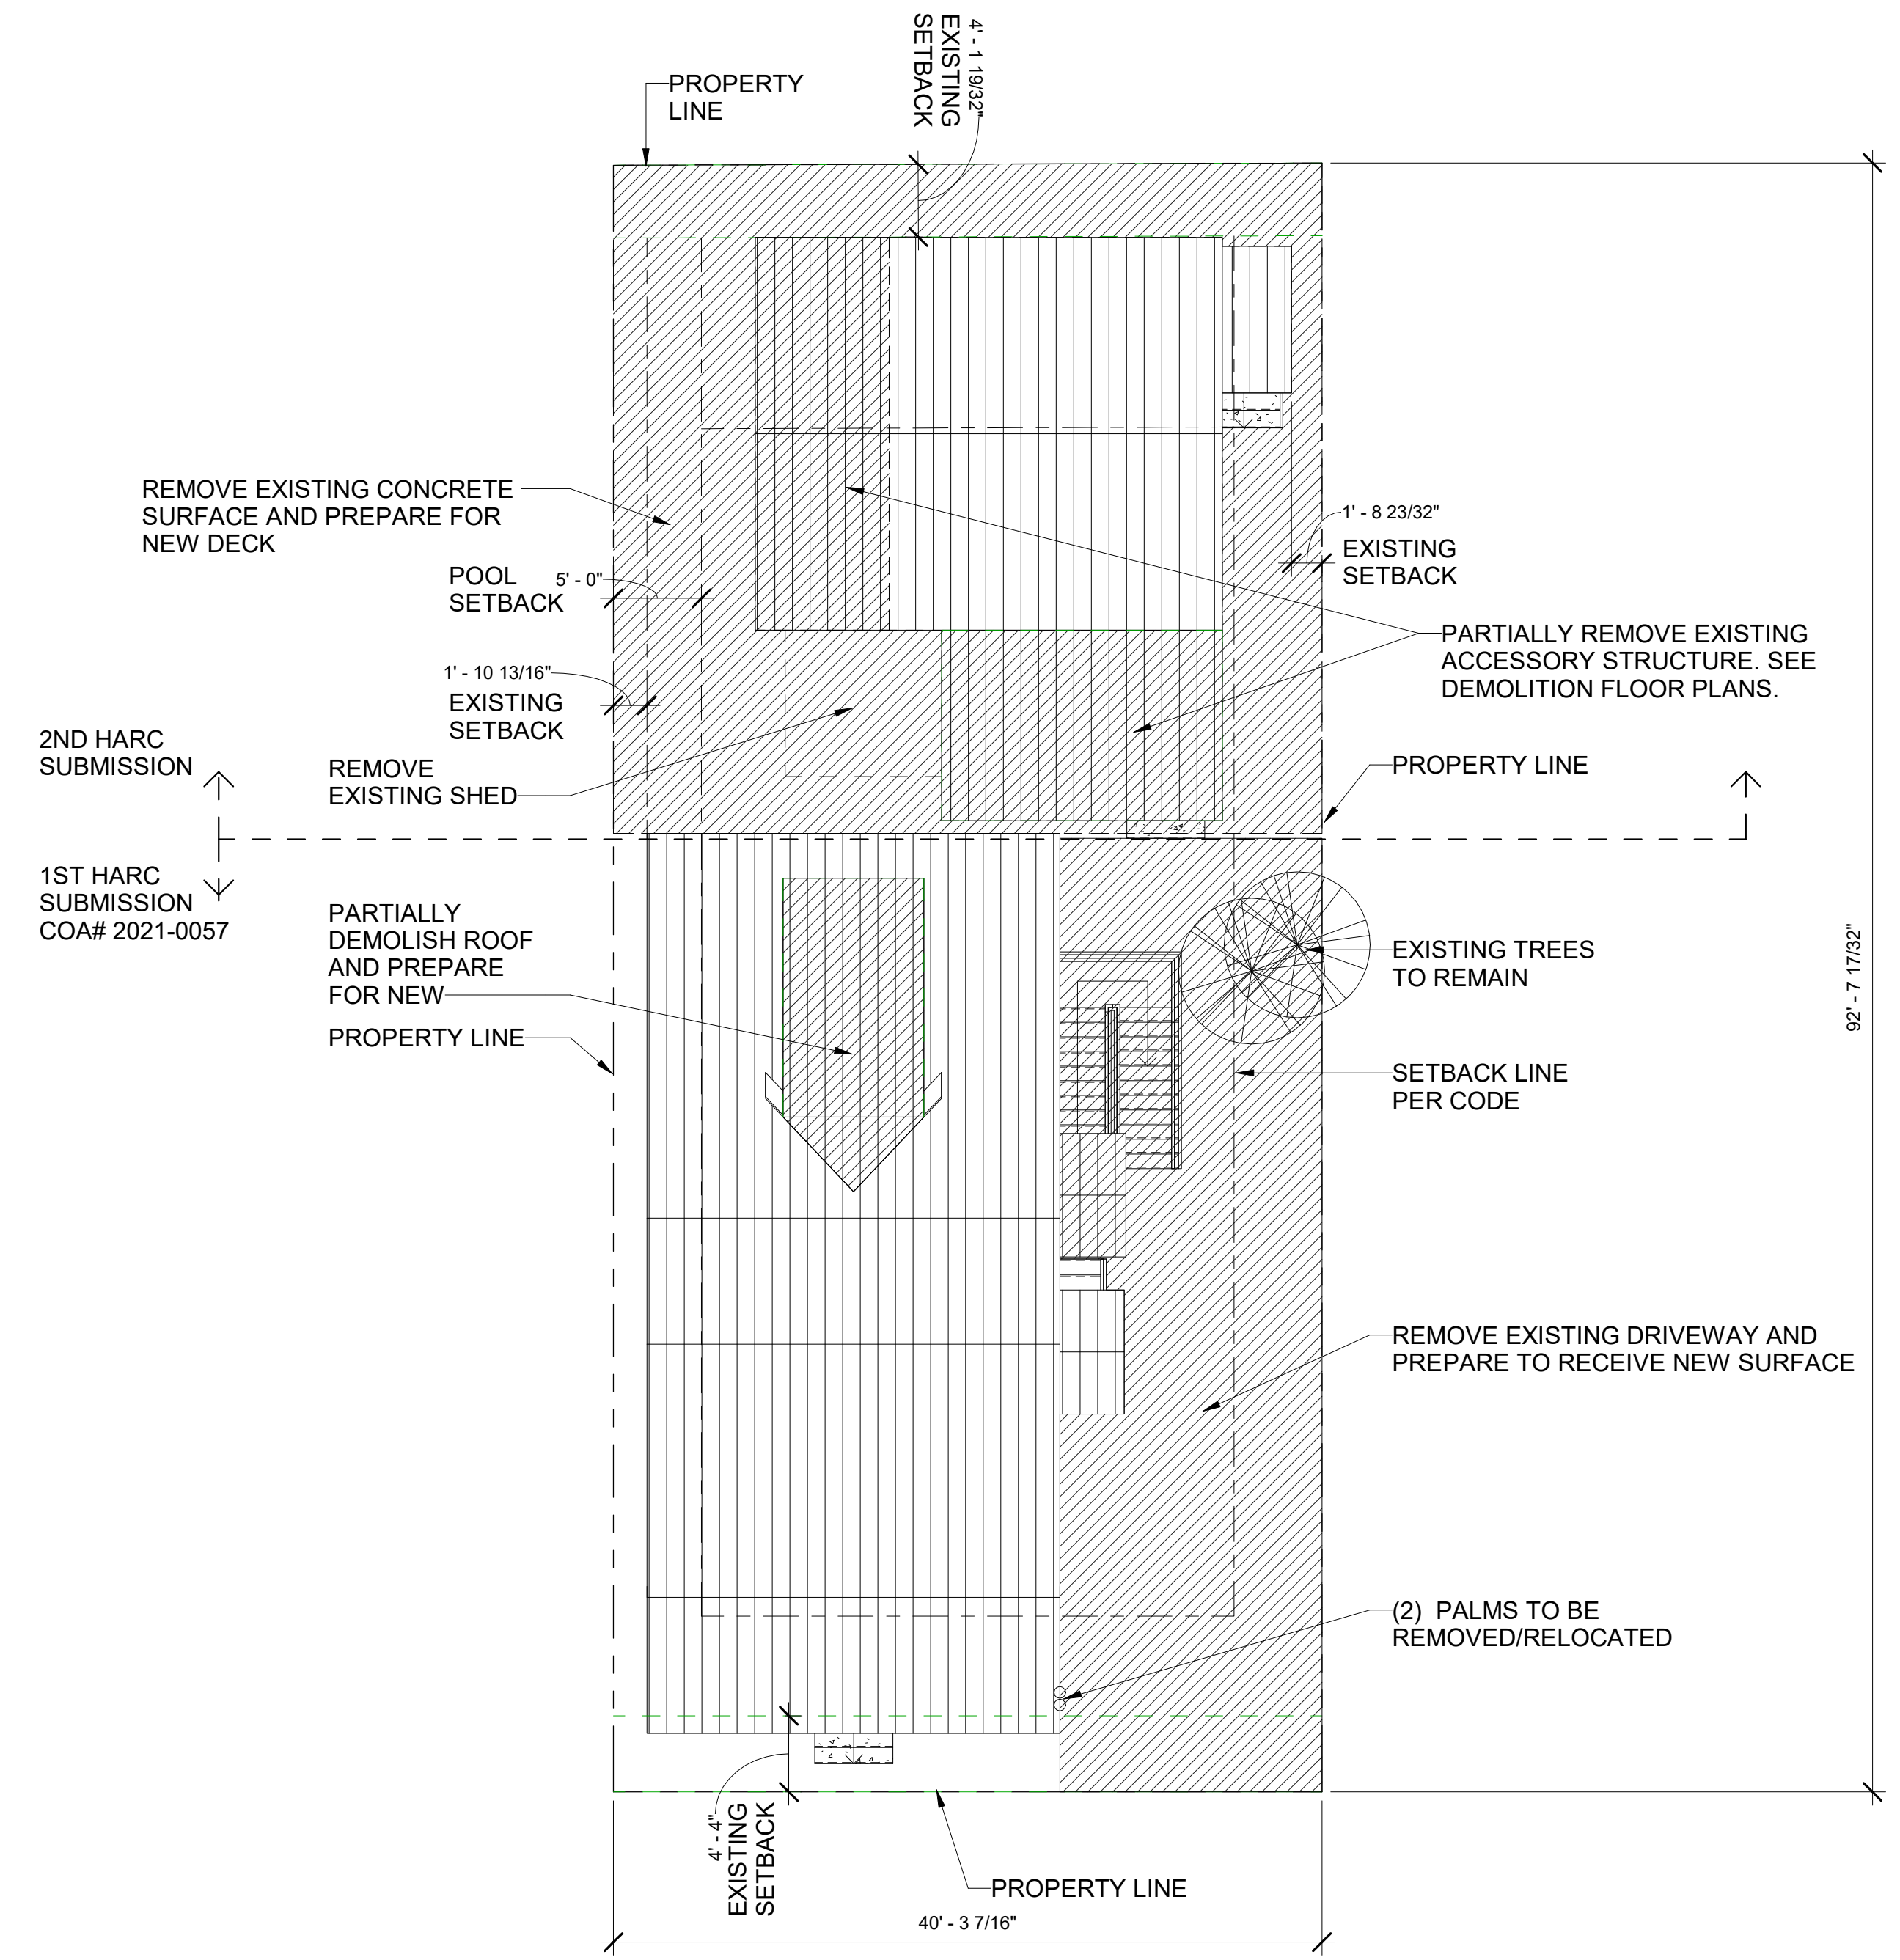 4' - 1 19/32"
EXISTING
SETBACK
PROPERTY
LINE
REMOVE EXISTING CONCRETE
SURFACE AND PREPARE FOR
NEW DECK
1' - 8 23/32"
EXISTING
SETBACK
POOL
SETBACK
5' - 0"
PARTIALLY REMOVE EXISTING
ACCESSORY STRUCTURE. SEE
DEMOLITION FLOOR PLANS.
1' - 10 13/16"
EXISTING
SETBACK
2ND HARC
SUBMISSION
REMOVE
EXISTING SHED
PROPERTY LINE
1ST HARC
SUBMISSION
COA# 2021-0057
PARTIALLY
DEMOLISH ROOF
AND PREPARE
FOR NEW
EXISTING TREES
TO REMAIN
92' - 7 17/32"
PROPERTY LINE
SETBACK LINE
PER CODE
REMOVE EXISTING DRIVEWAY AND
PREPARE TO RECEIVE NEW SURFACE
(2) PALMS TO BE
REMOVED/RELOCATED
4' - 4"
EXISTING
SETBACK
PROPERTY LINE
40' - 3 7/16"